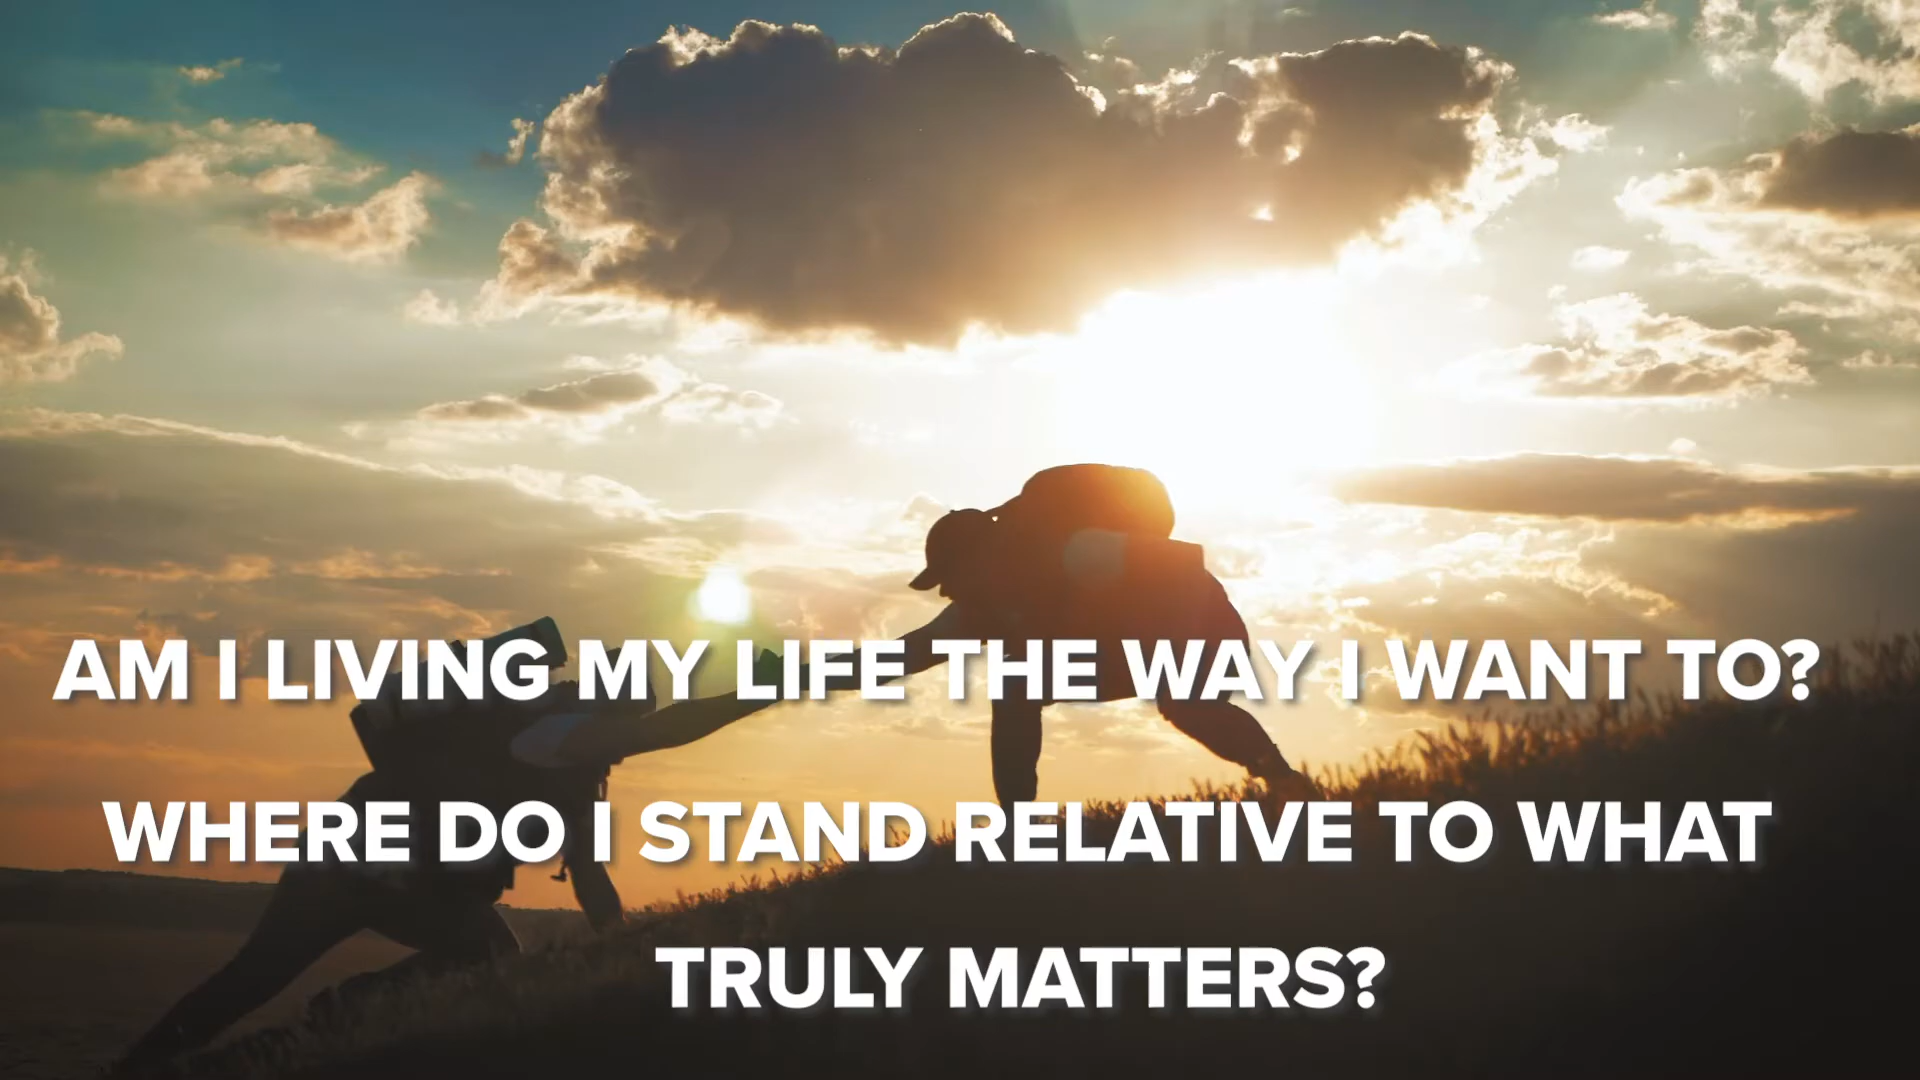 AM I LIVING MY LIFE THE WAY I WANT TO?
WHERE DO I STAND RELATIVE TO WHAT
TRULY MATTERS?